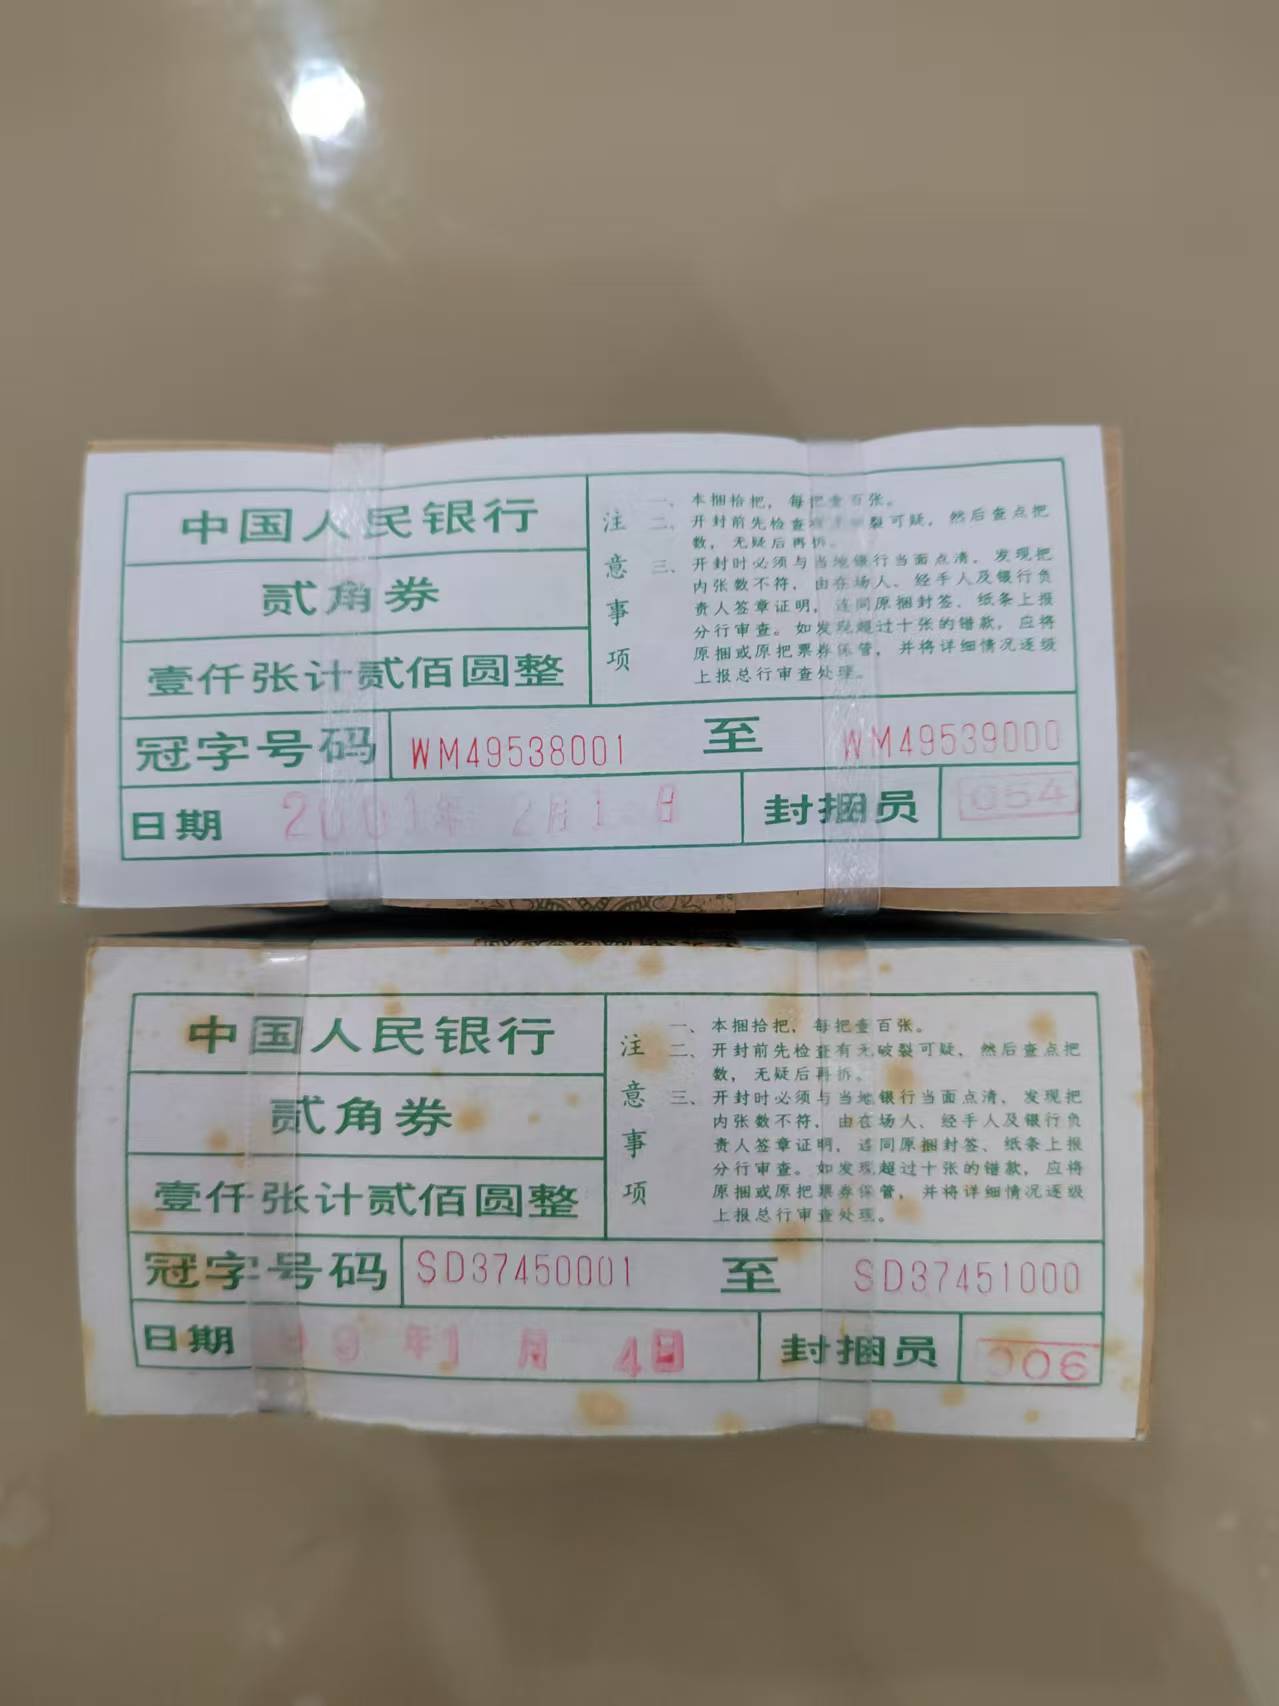 中国人民银行
贰角券
壹仟张计贰佰圆整
注意事项
一、本捆拾把，每把壹百张。
二、开封前先检查有无破裂可疑，然后查点把
数，无疑后再拆。
三、开封时必须与当地银行当面点清，发现把
内张数不符，由在场人、经手人及银行负
责人签章证明，连同原捆封签、纸条上报
分行审查。如发现超过十张的错款，应将
原捆或原把票券保管，并将详细情况逐级
上报总行审查处理。
冠字号码 WM49538001 至 WM49539000
日期 2001年 2月 日 封捆员 054
中国人民银行
贰角券
壹仟张计贰佰圆整
注意事项
一、本捆拾把，每把壹百张。
二、开封前先检查有无破裂可疑，然后查点把
数，无疑后再拆。
三、开封时必须与当地银行当面点清，发现把
内张数不符，由在场人、经手人及银行负
责人签章证明，连同原捆封签、纸条上报
分行审查。如发现超过十张的错款，应将
原捆或原把票券保管，并将详细情况逐级
上报总行审查处理。
冠字号码 SD37450001 至 SD37451000
日期 99年1月 4日 封捆员 006